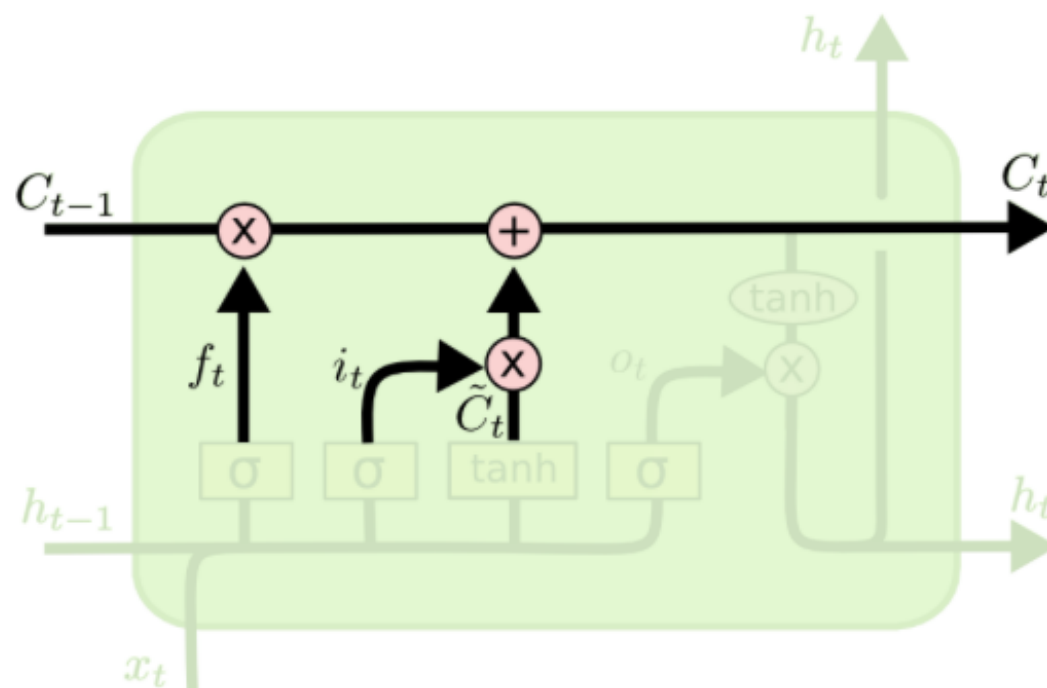 h_t
C_{t-1}
C_t
x
+
tanh
f_t
i_t
x
o_t
x
C̃_t
σ
σ
tanh
σ
h_{t-1}
h_t
x_t